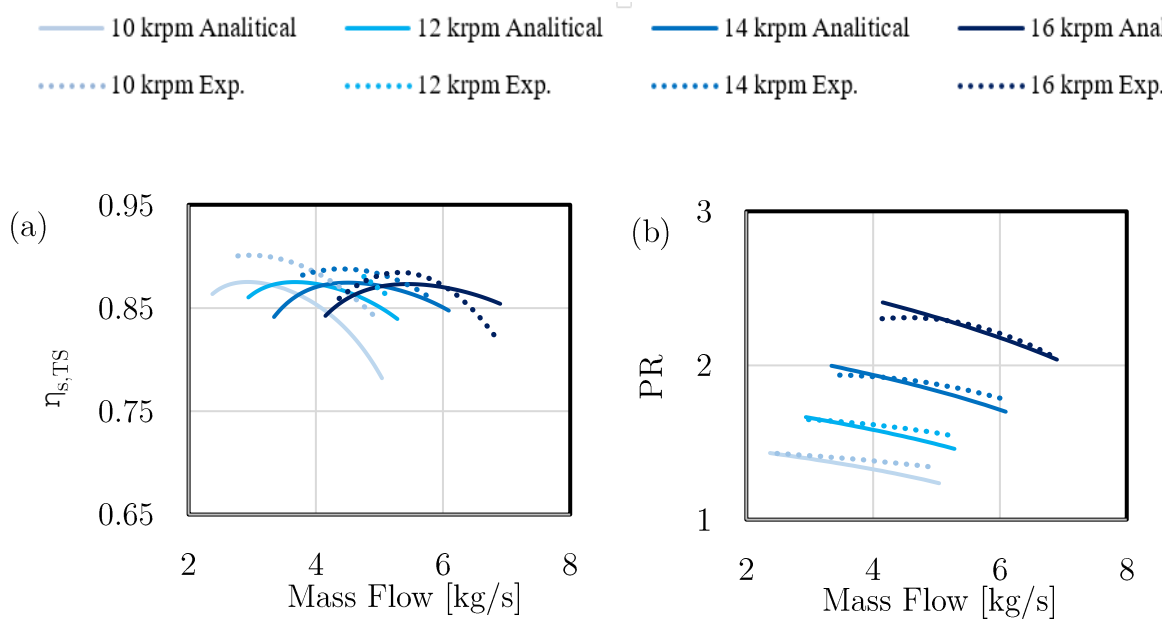 10 krpm Analitical 12 krpm Analitical 14 krpm Analitical 16 krpm Anal
10 krpm Exp. 12 krpm Exp. 14 krpm Exp. 16 krpm Exp.
(a)
0.95
0.85
0.75
0.65
ηs,TS
2 4 6 8
Mass Flow [kg/s]
(b)
3
2
1
PR
2 4 6 8
Mass Flow [kg/s]